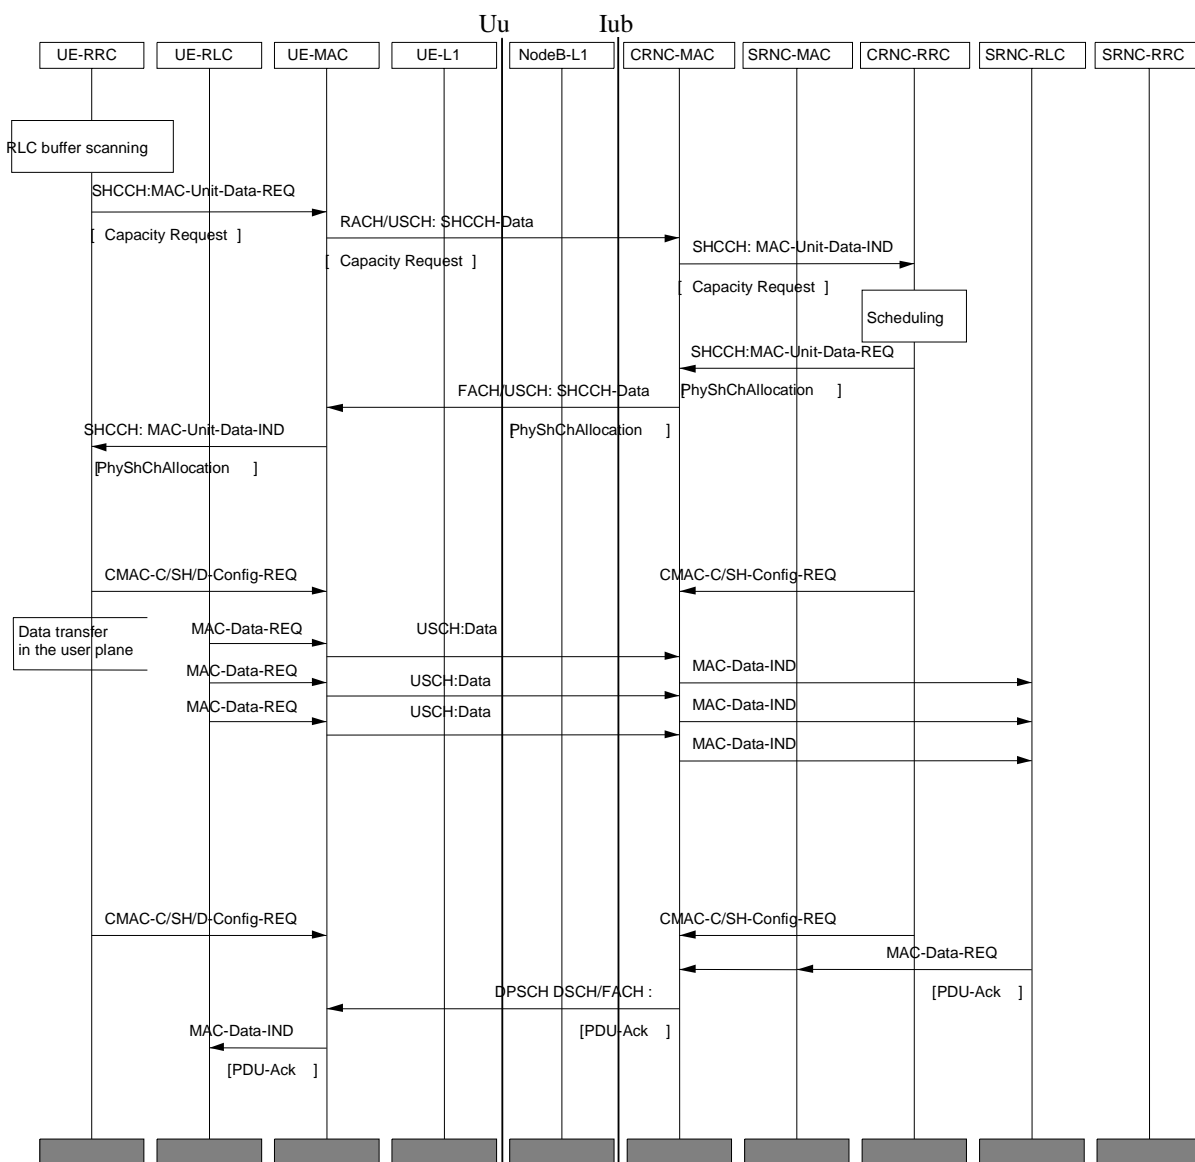 Uu Iub
UE-RRC UE-RLC UE-MAC UE-L1 NodeB-L1 CRNC-MAC SRNC-MAC CRNC-RRC SRNC-RLC SRNC-RRC
RLC buffer scanning
SHCCH:MAC-Unit-Data-REQ
[ Capacity Request ]
RACH/USCH: SHCCH-Data
[ Capacity Request ]
SHCCH: MAC-Unit-Data-IND
[ Capacity Request ]
Scheduling
SHCCH:MAC-Unit-Data-REQ
[PhyShChAllocation ]
FACH/USCH: SHCCH-Data
[PhyShChAllocation ]
SHCCH: MAC-Unit-Data-IND
[PhyShChAllocation ]
CMAC-C/SH/D-Config-REQ CMAC-C/SH-Config-REQ
Data transfer
in the user plane
MAC-Data-REQ USCH:Data
MAC-Data-IND
MAC-Data-REQ USCH:Data
MAC-Data-IND
MAC-Data-REQ USCH:Data
MAC-Data-IND
CMAC-C/SH/D-Config-REQ CMAC-C/SH-Config-REQ
MAC-Data-REQ
[PDU-Ack ]
DPSCH DSCH/FACH :
[PDU-Ack ]
MAC-Data-IND
[PDU-Ack ]